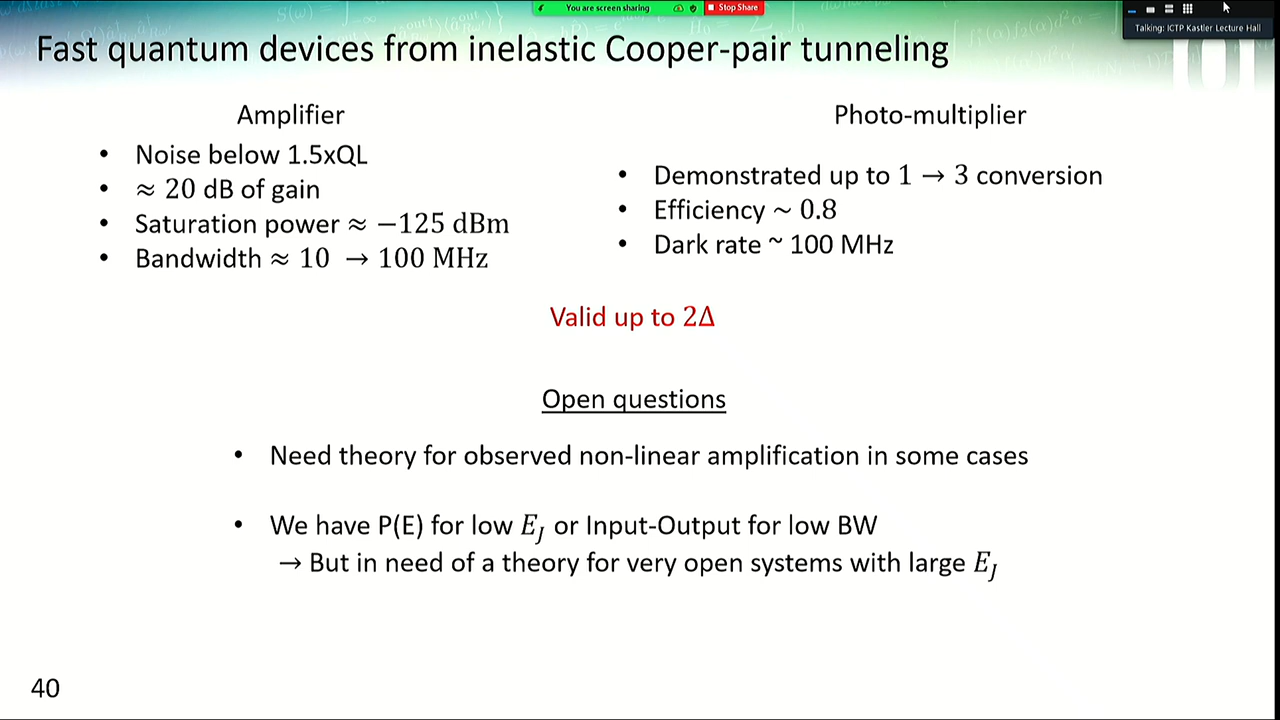 You are screen sharing
Stop Share
Talking: ICTP Kastler Lecture Hall
Fast quantum devices from inelastic Cooper-pair tunneling
Amplifier
• Noise below 1.5xQL
• ≈ 20 dB of gain
• Saturation power ≈ −125 dBm
• Bandwidth ≈ 10 → 100 MHz
Photo-multiplier
• Demonstrated up to 1 → 3 conversion
• Efficiency ~ 0.8
• Dark rate ~ 100 MHz
Valid up to 2Δ
Open questions
• Need theory for observed non-linear amplification in some cases
• We have P(E) for low E_J or Input-Output for low BW
→ But in need of a theory for very open systems with large E_J
40